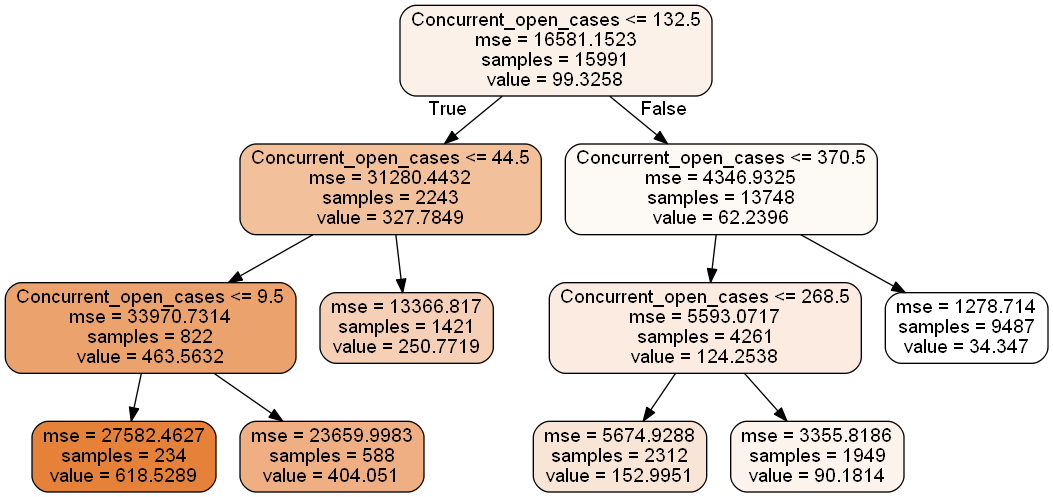 Concurrent_open_cases <= 132.5
mse = 16581.1523
samples = 15991
value = 99.3258
True
False
Concurrent_open_cases <= 44.5
mse = 31280.4432
samples = 2243
value = 327.7849
Concurrent_open_cases <= 370.5
mse = 4346.9325
samples = 13748
value = 62.2396
Concurrent_open_cases <= 9.5
mse = 33970.7314
samples = 822
value = 463.5632
mse = 13366.817
samples = 1421
value = 250.7719
Concurrent_open_cases <= 268.5
mse = 5593.0717
samples = 4261
value = 124.2538
mse = 1278.714
samples = 9487
value = 34.347
mse = 27582.4627
samples = 234
value = 618.5289
mse = 23659.9983
samples = 588
value = 404.051
mse = 5674.9288
samples = 2312
value = 152.9951
mse = 3355.8186
samples = 1949
value = 90.1814